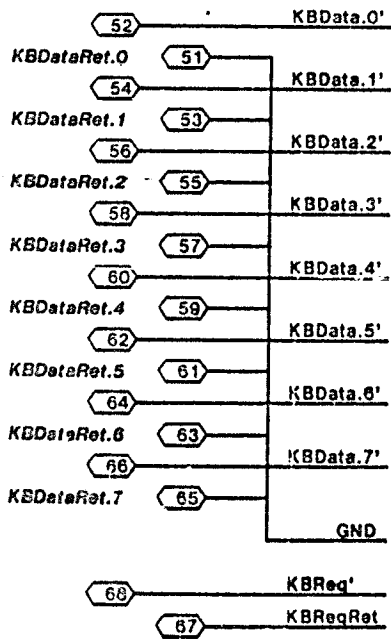 52 KBData.0'
KBDataRet.0 51
54 KBData.1'
KBDataRet.1 53
56 KBData.2'
KBDataRet.2 55
58 KBData.3'
KBDataRet.3 57
60 KBData.4'
KBDataRet.4 59
62 KBData.5'
KBDataRet.5 61
64 KBData.6'
KBDataRet.6 63
66 KBData.7'
KBDataRet.7 65
GND
68 KBReq'
67 KBReqRet